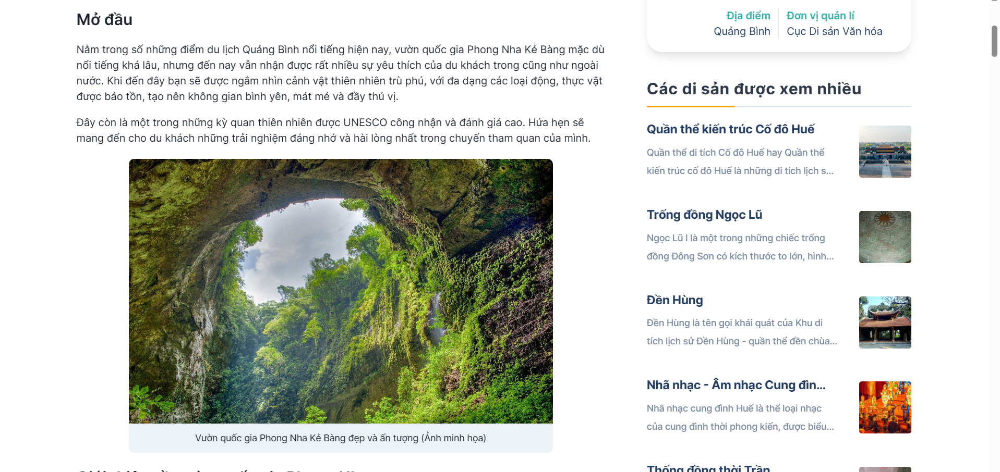 Mở đầu
Nằm trong số những điểm du lịch Quảng Bình nổi tiếng hiện nay, vườn quốc gia Phong Nha Kẻ Bàng mặc dù
nổi tiếng khá lâu, nhưng đến nay vẫn nhận được rất nhiều sự yêu thích của du khách trong cũng như ngoài
nước. Khi đến đây bạn sẽ được ngắm nhìn cảnh vật thiên nhiên trù phú, với đa dạng các loại động, thực vật
được bảo tồn, tạo nên không gian bình yên, mát mẻ và đầy thú vị.
Đây còn là một trong những kỳ quan thiên nhiên được UNESCO công nhận và đánh giá cao. Hứa hẹn sẽ
mang đến cho du khách những trải nghiệm đáng nhớ và hài lòng nhất trong chuyến tham quan của mình.
Vườn quốc gia Phong Nha Kẻ Bàng đẹp và ấn tượng (Ảnh minh họa)
Địa điểm
Quảng Bình
Đơn vị quản lí
Cục Di sản Văn hóa
Các di sản được xem nhiều
Quần thể kiến trúc Cố đô Huế
Quần thể di tích Cố đô Huế hay Quần thể
kiến trúc cố đô Huế là những di tích lịch s...
Trống đồng Ngọc Lũ
Ngọc Lũ I là một trong những chiếc trống
đồng Đông Sơn có kích thước to lớn, hình...
Đền Hùng
Đền Hùng là tên gọi khái quát của Khu di
tích lịch sử Đền Hùng - quần thể đền chùa...
Nhã nhạc - Âm nhạc Cung đìn...
Nhã nhạc cung đình Huế là thể loại nhạc
của cung đình thời phong kiến, được biểu...
Thống đồng thời Trần